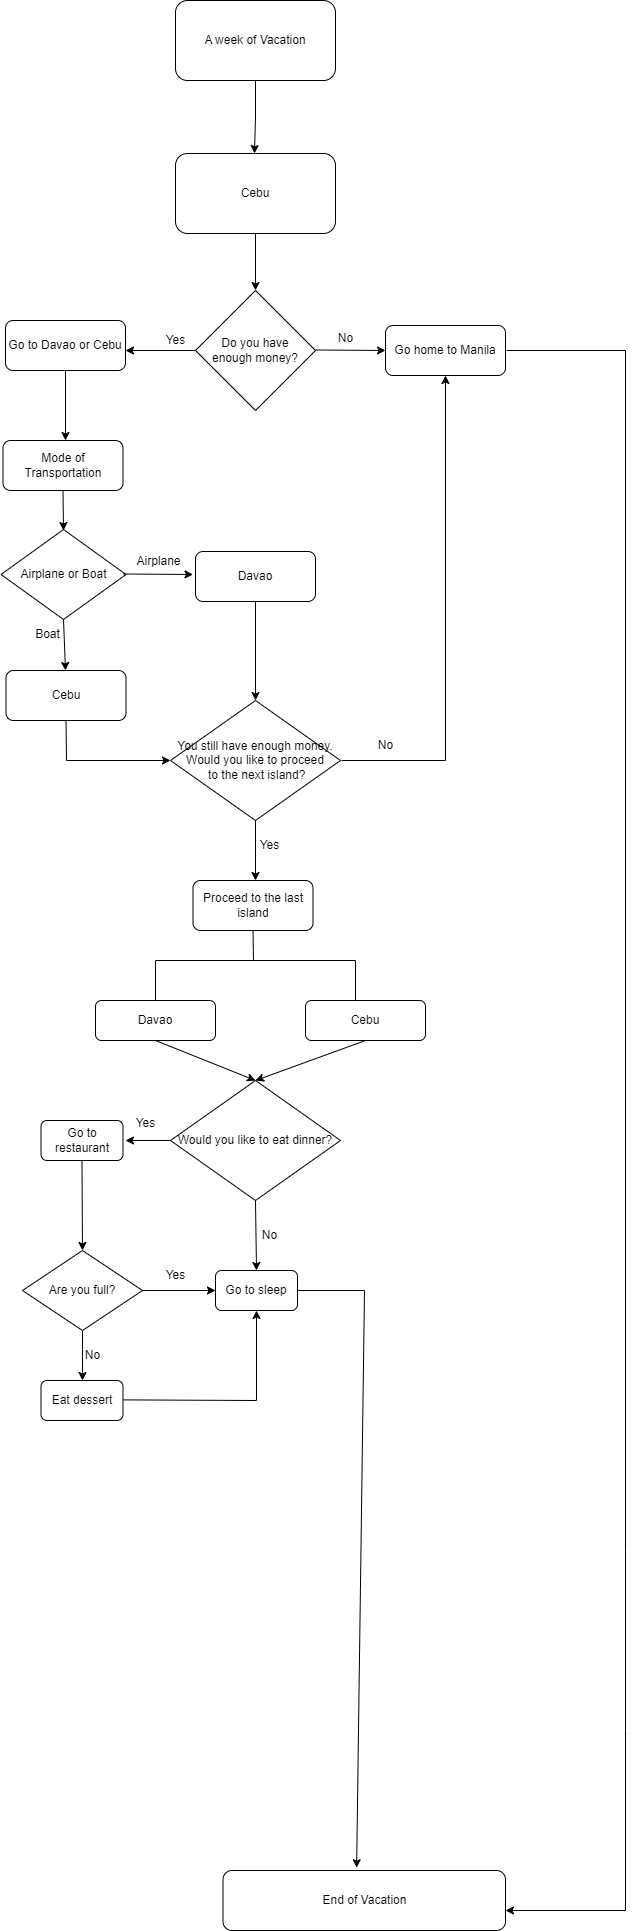 A week of Vacation
Cebu
Do you have
enough money?
Yes
No
Go to Davao or Cebu
Go home to Manila
Mode of
Transportation
Airplane or Boat
Airplane
Davao
Boat
Cebu
You still have enough money.
Would you like to proceed
to the next island?
No
Yes
Proceed to the last
island
Davao
Cebu
Would you like to eat dinner?
Yes
Go to
restaurant
No
Are you full?
Yes
Go to sleep
No
Eat dessert
End of Vacation